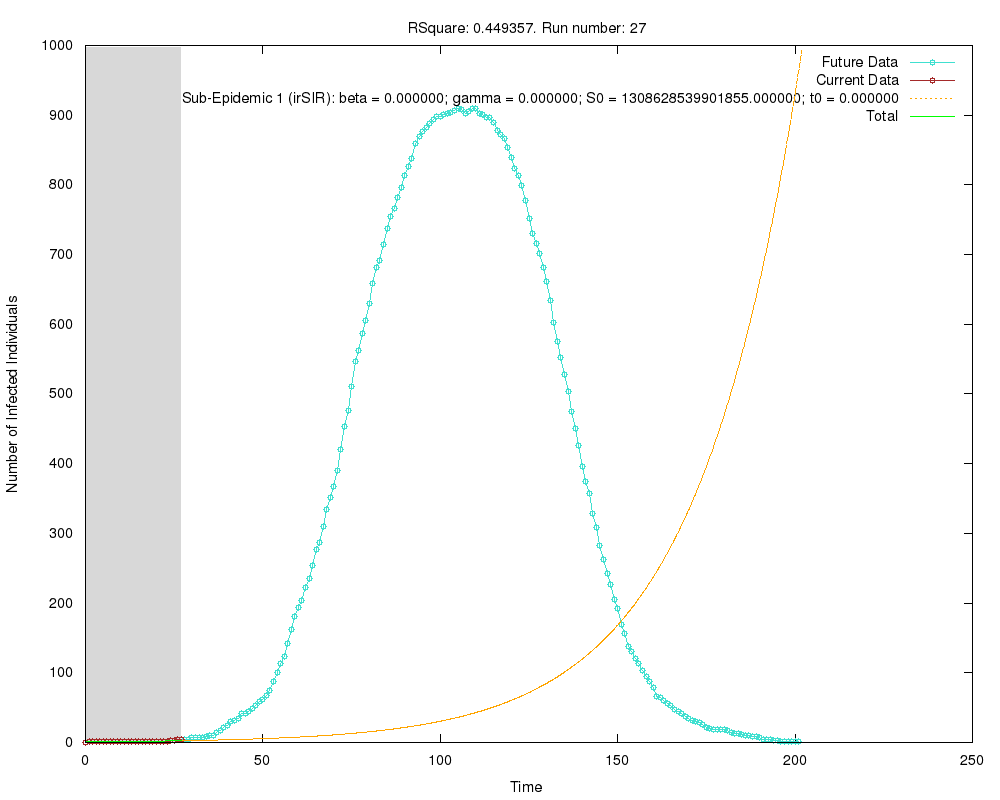 RSquare: 0.449357. Run number: 27
Future Data
Current Data
Sub-Epidemic 1 (irSIR): beta = 0.000000; gamma = 0.000000; S0 = 1308628539901855.000000; t0 = 0.000000
Total
Number of Infected Individuals
1000
900
800
700
600
500
400
300
200
100
0
0 50 100 150 200 250
Time